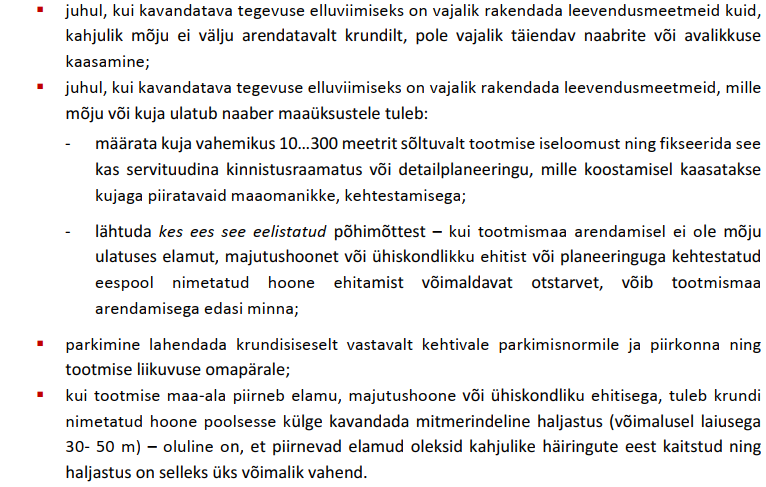 ▪ juhul, kui kavandatava tegevuse elluviimiseks on vajalik rakendada leevendusmeetmeid kuid,
kahjulik mõju ei välju arendatavalt krundilt, pole vajalik täiendav naabrite või avalikkuse
kaasamine;
▪ juhul, kui kavandatava tegevuse elluviimiseks on vajalik rakendada leevendusmeetmeid, mille
mõju või kuja ulatub naaber maaüksustele tuleb:
- määrata kuja vahemikus 10…300 meetrit sõltuvalt tootmise iseloomust ning fikseerida see
kas servituudina kinnistusraamatus või detailplaneeringu, mille koostamisel kaasatakse
kujaga piiratavaid maaomanikke, kehtestamisega;
- lähtuda kes ees see eelistatud põhimõttest – kui tootmismaa arendamisel ei ole mõju
ulatuses elamut, majutushoonet või ühiskondlikku ehitist või planeeringuga kehtestatud
eespool nimetatud hoone ehitamist võimaldavat otstarvet, võib tootmismaa
arendamisega edasi minna;
▪ parkimine lahendada krundisiseselt vastavalt kehtivale parkimisnormile ja piirkonna ning
tootmise liikuvuse omapärale;
▪ kui tootmise maa-ala piirneb elamu, majutushoone või ühiskondliku ehitisega, tuleb krundi
nimetatud hoone poolsesse külge kavandada mitmerindeline haljastus (võimalusel laiusega
30- 50 m) – oluline on, et piirnevad elamud oleksid kahjulike häiringute eest kaitstud ning
haljastus on selleks üks võimalik vahend.